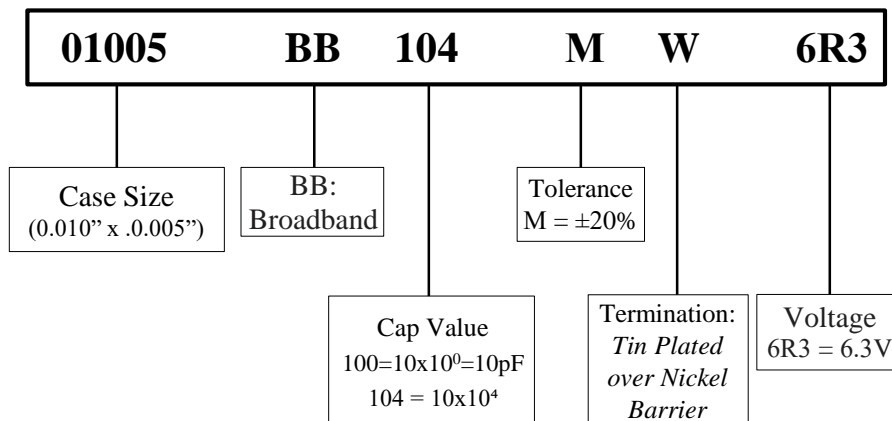 01005 BB 104 M W 6R3
Case Size
(0.010” x .0.005”)
BB:
Broadband
Tolerance
M = ±20%
Cap Value
100=10x10⁰=10pF
104 = 10x10⁴
Termination:
Tin Plated
over Nickel
Barrier
Voltage
6R3 = 6.3V